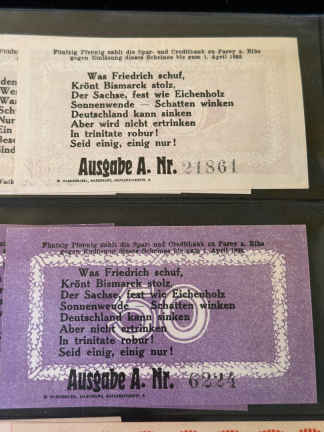 Fünfzig Pfennig zahlt die Spar- und Creditbank zu Parey a. Elbe
gegen Einlösung dieses Scheines bis zum 1. April 1922.
Was Friedrich schuf,
Krönt Bismarck stolz,
Der Sachse, fest wie Eichenholz
Sonnenwende — Schatten winken
Deutschland kann sinken
Aber wird nicht ertrinken
In trinitate robur!
Seid einig, einig nur!
Ausgabe A. Nr. 21861
Fünfzig Pfennig zahlt die Spar- und Creditbank zu Parey a. Elbe
gegen Einlösung dieses Scheines bis zum 1. April 1922.
50
Was Friedrich schuf,
Krönt Bismarck stolz,
Der Sachse, fest wie Eichenholz
Sonnenwende — Schatten winken
Deutschland kann sinken
Aber nicht ertrinken
In trinitate robur!
Seid einig, einig nur!
Ausgabe A. Nr. 6224